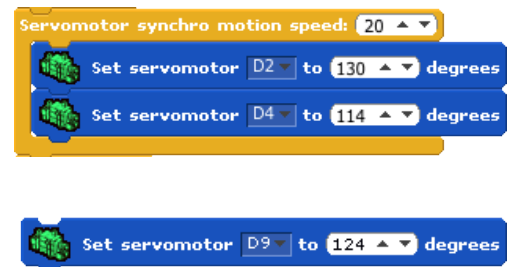 Servomotor synchro motion speed: 20
Set servomotor D2 to 130 degrees
Set servomotor D4 to 114 degrees
Set servomotor D9 to 124 degrees